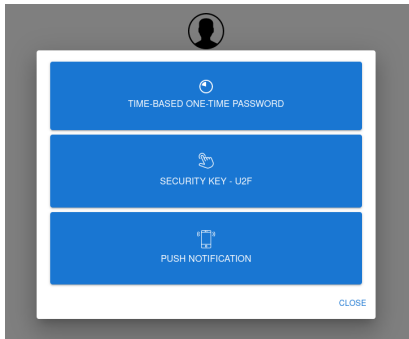 TIME-BASED ONE-TIME PASSWORD
SECURITY KEY - U2F
PUSH NOTIFICATION
CLOSE